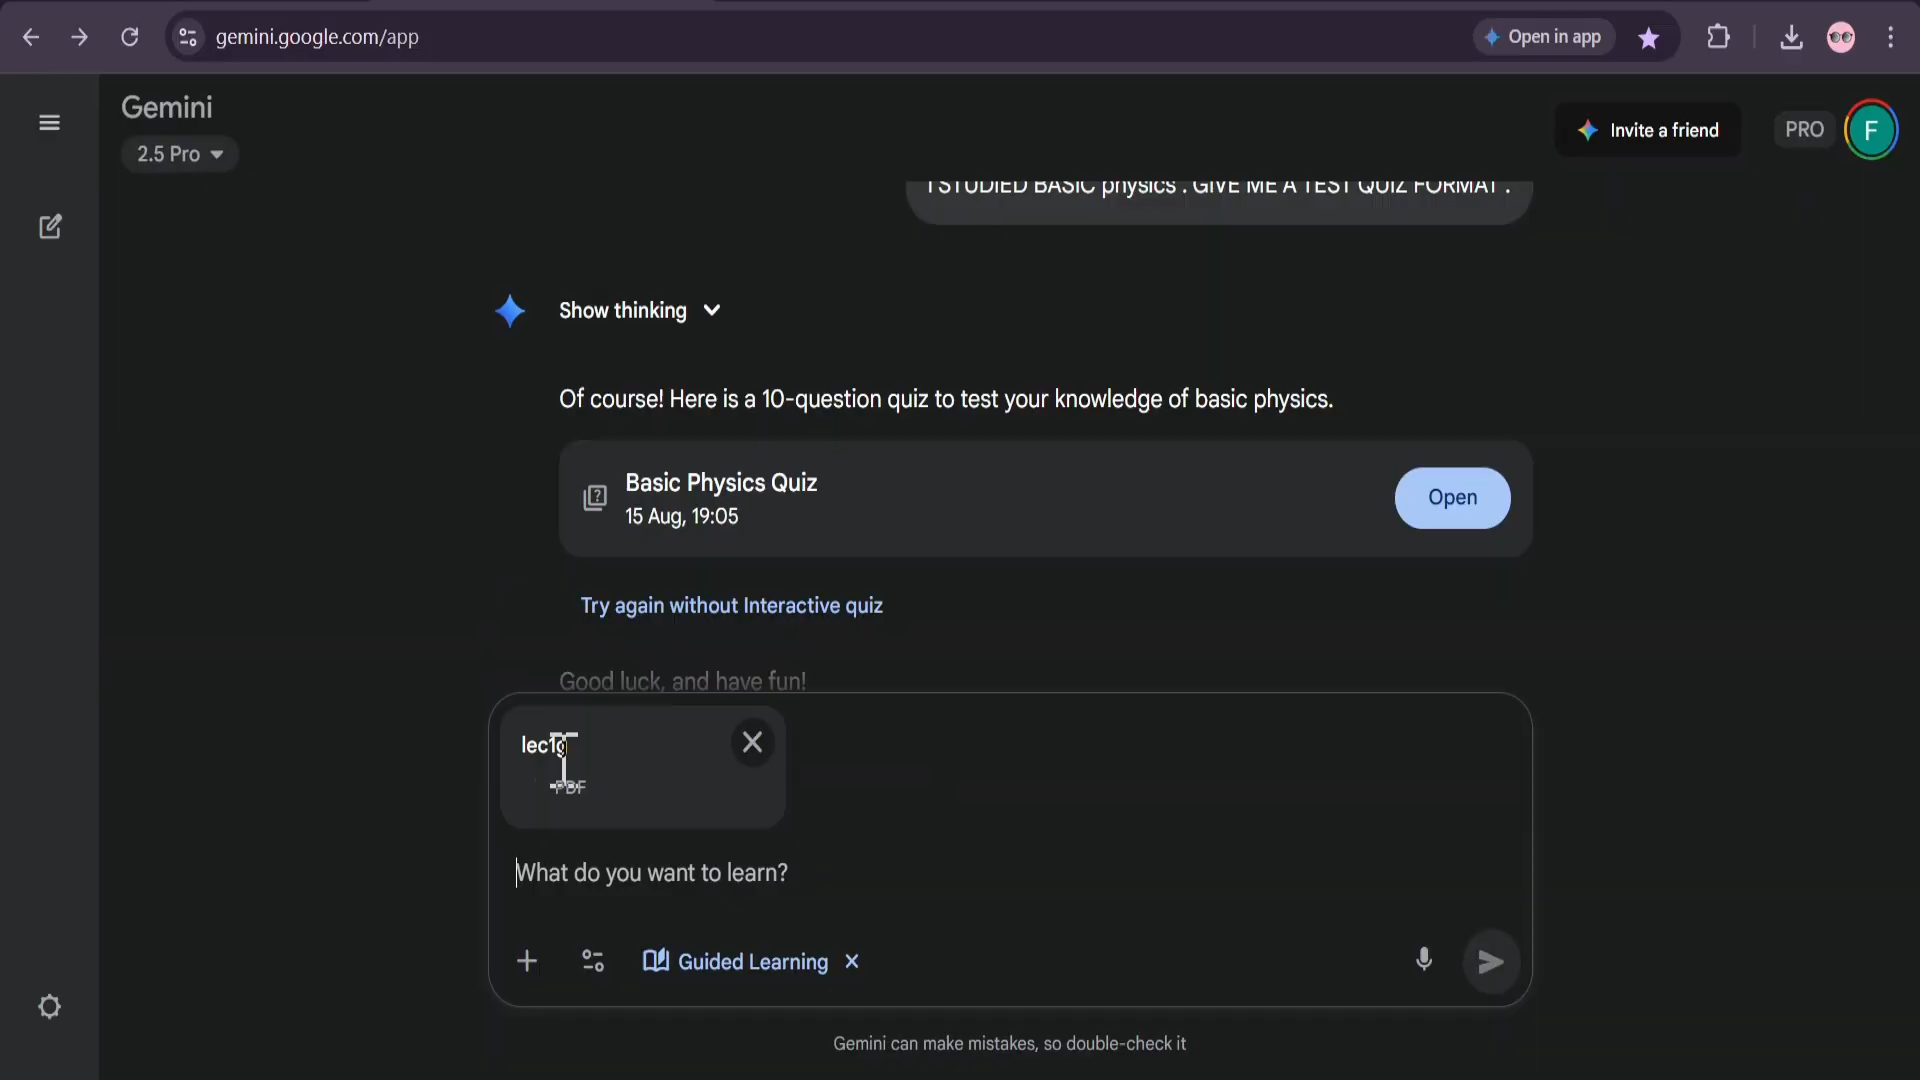 gemini.google.com/app
Open in app
Gemini
2.5 Pro
Invite a friend
PRO
F
I STUDIED BASIC physics . GIVE ME A TEST QUIZ FORMAT .
Show thinking
Of course! Here is a 10-question quiz to test your knowledge of basic physics.
Basic Physics Quiz
15 Aug, 19:05
Open
Try again without Interactive quiz
Good luck, and have fun!
lec1g
PDF
What do you want to learn?
Guided Learning
Gemini can make mistakes, so double-check it